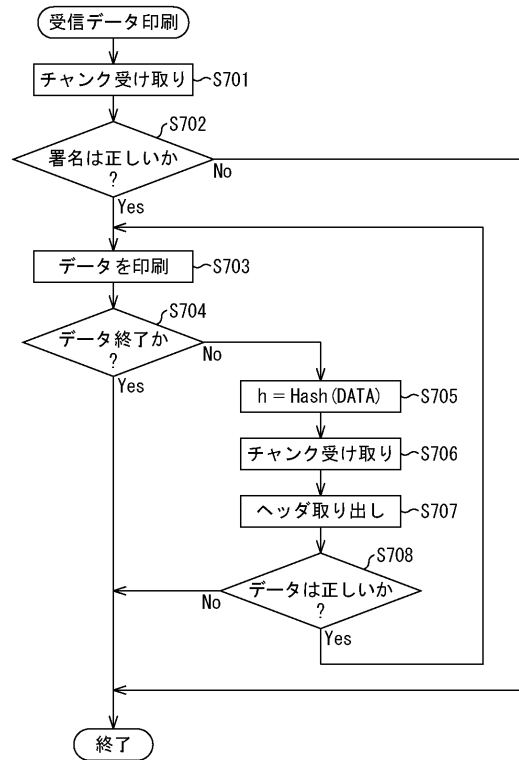 受信データ印刷
チャンク受け取り
S701
S702
署名は正しいか
?
No
Yes
データを印刷
S703
S704
データ終了か
?
No
Yes
h=Hash(DATA)
S705
チャンク受け取り
S706
ヘッダ取り出し
S707
S708
データは正しいか
?
No
Yes
終了